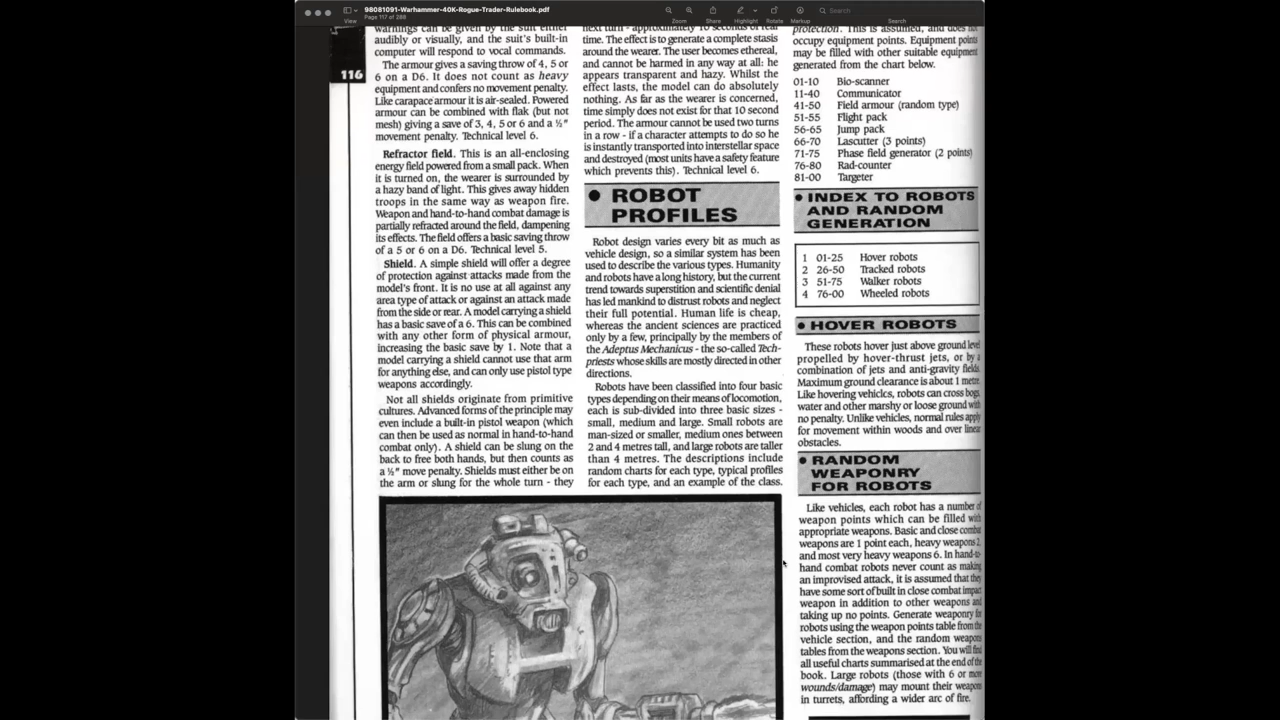 98081091-Warhammer-40K-Rogue-Trader-Rulebook.pdf
Page 117 of 288
View
Zoom
Share
Highlight
Rotate
Markup
Search
Search
116
warnings can be given by the suit either
audibly or visually, and the suit's built-in
computer will respond to vocal commands.
The armour gives a saving throw of 4, 5 or
6 on a D6. It does not count as heavy
equipment and confers no movement penalty.
Like carapace armour it is air-sealed. Powered
armour can be combined with flak (but not
mesh) giving a save of 3, 4, 5 or 6 and a ½"
movement penalty. Technical level 6.
Refractor field. This is an all-enclosing
energy field powered from a small pack. When
it is turned on, the wearer is surrounded by
a hazy band of light. This gives away hidden
troops in the same way as weapon fire.
Weapon and hand-to-hand combat damage is
partially refracted around the field, dampening
its effects. The field offers a basic saving throw
of a 5 or 6 on a D6. Technical level 5.
Shield. A simple shield will offer a degree
of protection against attacks made from the
model's front. It is no use at all against any
area type of attack or against an attack made
from the side or rear. A model carrying a shield
has a basic save of a 6. This can be combined
with any other form of physical armour,
increasing the basic save by 1. Note that a
model carrying a shield cannot use that arm
for anything else, and can only use pistol type
weapons accordingly.
Not all shields originate from primitive
cultures. Advanced forms of the principle may
even include a built-in pistol weapon (which
can then be used as normal in hand-to-hand
combat only). A shield can be slung on the
back to free both hands, but then counts as
a ½" move penalty. Shields must either be on
the arm or slung for the whole turn - they
next turn - approximately 10 seconds of real
time. The effect is to generate a complete stasis
around the wearer. The user becomes ethereal,
and cannot be harmed in any way at all: he
appears transparent and hazy. Whilst the
effect lasts, the model can do absolutely
nothing. As far as the wearer is concerned,
time simply does not exist for that 10 second
period. The armour cannot be used two turns
in a row - if a character attempts to do so he
is instantly transported into interstellar space
and destroyed (most units have a safety feature
which prevents this). Technical level 6.
• ROBOT
PROFILES
Robot design varies every bit as much as
vehicle design, so a similar system has been
used to describe the various types. Humanity
and robots have a long history, but the current
trend towards superstition and scientific denial
has led mankind to distrust robots and neglect
their full potential. Human life is cheap,
whereas the ancient sciences are practiced
only by a few, principally by the members of
the Adeptus Mechanicus - the so-called Tech-
priests whose skills are mostly directed in other
directions.
Robots have been classified into four basic
types depending on their means of locomotion,
each is sub-divided into three basic sizes -
small, medium and large. Small robots are
man-sized or smaller, medium ones between
2 and 4 metres tall, and large robots are taller
than 4 metres. The descriptions include
random charts for each type, typical profiles
for each type, and an example of the class.
protection. This is assumed, and does not
occupy equipment points. Equipment points
may be filled with other suitable equipment
generated from the chart below.
01-10 Bio-scanner
11-40 Communicator
41-50 Field armour (random type)
51-55 Flight pack
56-65 Jump pack
66-70 Lascutter (3 points)
71-75 Phase field generator (2 points)
76-80 Rad-counter
81-00 Targeter
• INDEX TO ROBOTS
AND RANDOM
GENERATION
1 01-25 Hover robots
2 26-50 Tracked robots
3 51-75 Walker robots
4 76-00 Wheeled robots
• HOVER ROBOTS
These robots hover just above ground level
propelled by hover-thrust jets, or by a
combination of jets and anti-gravity fields.
Maximum ground clearance is about 1 metre.
Like hovering vehicles, robots can cross bogs,
water and other marshy or loose ground with
no penalty. Unlike vehicles, normal rules apply
for movement within woods and over linear
obstacles.
• RANDOM
WEAPONRY
FOR ROBOTS
Like vehicles, each robot has a number of
weapon points which can be filled with
appropriate weapons. Basic and close combat
weapons are 1 point each, heavy weapons 2,
and most very heavy weapons 6. In hand-to-
hand combat robots never count as making
an improvised attack, it is assumed that they
have some sort of built in close combat impact
weapon in addition to other weapons and
taking up no points. Generate weaponry for
robots using the weapon points table from the
vehicle section, and the random weapons
tables from the weapons section. You will find
all useful charts summarised at the end of the
book. Large robots (those with 6 or more
wounds/damage) may mount their weapons
in turrets, affording a wider arc of fire.